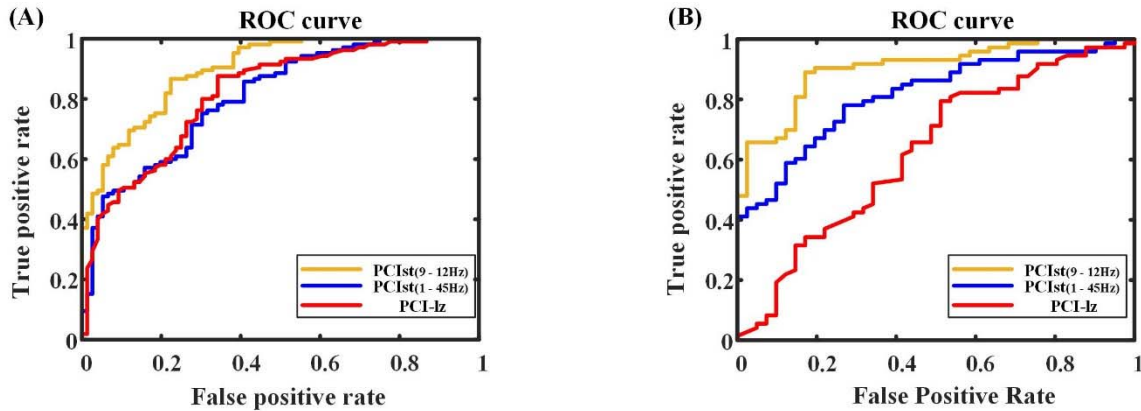 (A)
ROC curve
1
0.8
0.6
0.4
0.2
0
True positive rate
PCIst(9 - 12Hz)
PCIst(1 - 45Hz)
PCI-lz
0 0.2 0.4 0.6 0.8 1
False positive rate
(B)
ROC curve
1
0.8
0.6
0.4
0.2
0
True positive rate
PCIst(9 - 12Hz)
PCIst(1 - 45Hz)
PCI-lz
0 0.2 0.4 0.6 0.8 1
False Positive Rate